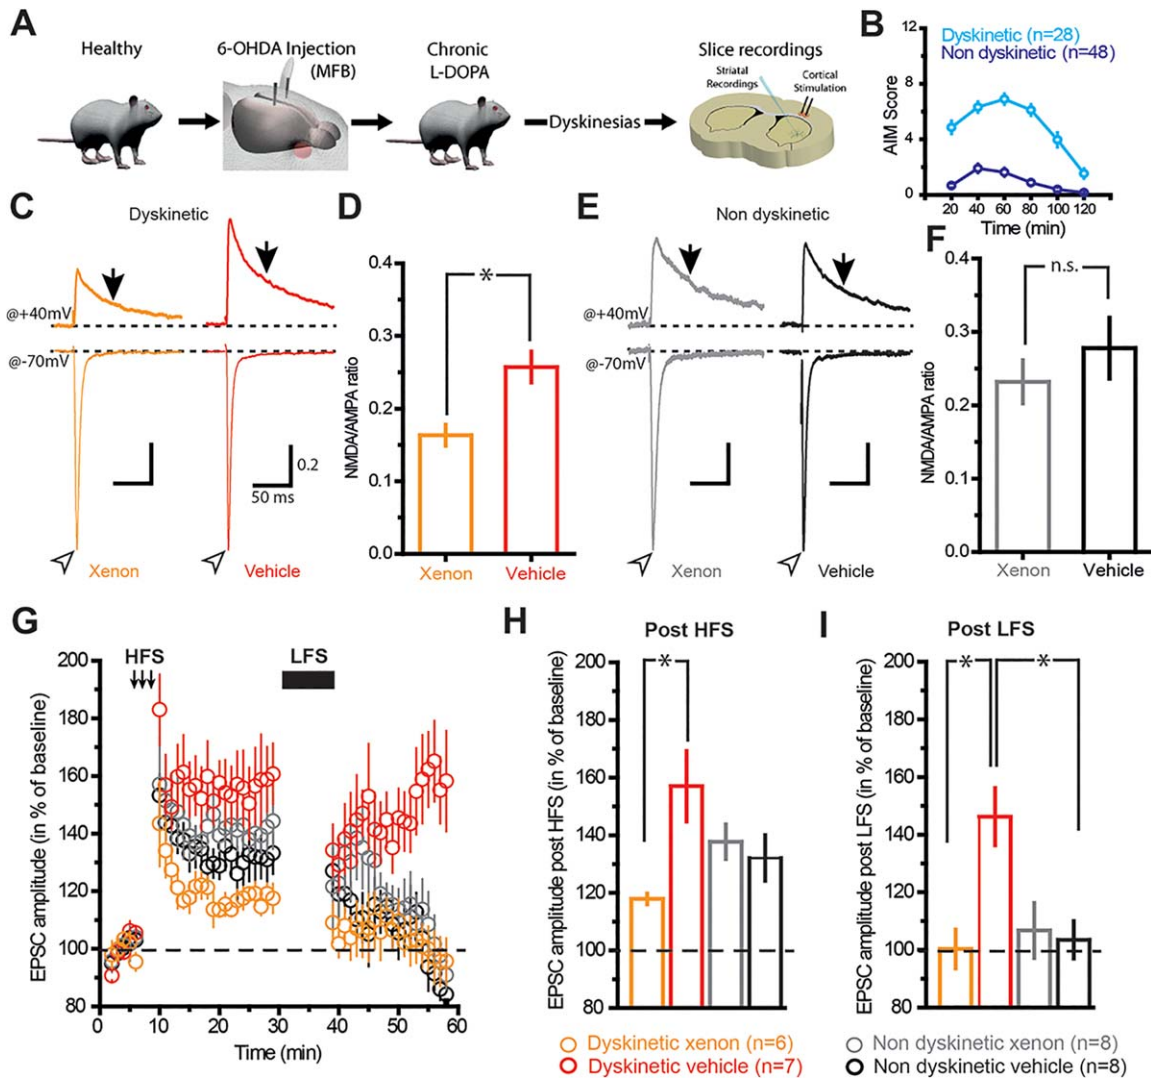 A
Healthy
6-OHDA Injection
(MFB)
Chronic
L-DOPA
Dyskinesias
Slice recordings
Striatal
Recordings
Cortical
Stimulation
B
Dyskinetic (n=28)
Non dyskinetic (n=48)
AIM Score
12
8
4
0
20 40 60 80 100 120
Time (min)
C
Dyskinetic
@+40mV
@-70mV
0.2
50 ms
Xenon
Vehicle
D
NMDA/AMPA ratio
0.4
0.3
0.2
0.1
0.0
*
Xenon
Vehicle
E
Non dyskinetic
@+40mV
@-70mV
Xenon
Vehicle
F
NMDA/AMPA ratio
0.4
0.3
0.2
0.1
0.0
n.s.
Xenon
Vehicle
G
HFS
LFS
EPSC amplitude (in % of baseline)
200
180
160
140
120
100
80
0 10 20 30 40 50 60
Time (min)
H
Post HFS
EPSC amplitude post HFS (in % of baseline)
200
180
160
140
120
100
80
*
I
Post LFS
EPSC amplitude post LFS (in % of baseline)
200
180
160
140
120
100
80
* *
Dyskinetic xenon (n=6)
Dyskinetic vehicle (n=7)
Non dyskinetic xenon (n=8)
Non dyskinetic vehicle (n=8)